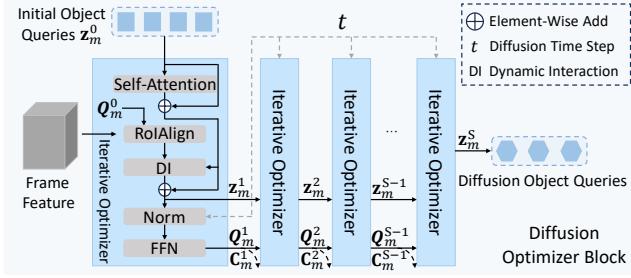 Initial Object
Queries z_m^0
t
⊕ Element-Wise Add
t Diffusion Time Step
DI Dynamic Interaction
Self-Attention
Q_m^0
RoIAlign
DI
Norm
FFN
Iterative Optimizer
Frame
Feature
z_m^1
Q_m^1
C_m^1
Iterative Optimizer
z_m^2
Q_m^2
C_m^2
Iterative Optimizer
...
z_m^{S-1}
Q_m^{S-1}
C_m^{S-1}
Iterative Optimizer
z_m^S
Diffusion Object Queries
Diffusion
Optimizer Block